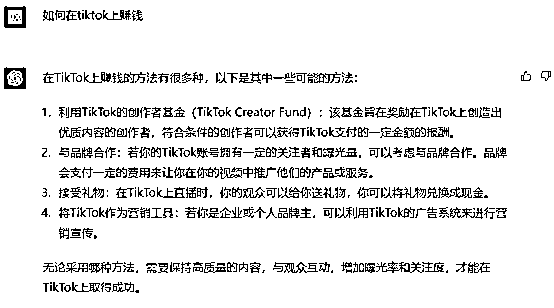 如何在tiktok上赚钱
在TikTok上赚钱的方法有很多种，以下是其中一些可能的方法：
1. 利用TikTok的创作者基金（TikTok Creator Fund）：该基金旨在奖励在TikTok上创造出
优质内容的创作者，符合条件的创作者可以获得TikTok支付的一定金额的报酬。
2. 与品牌合作：若你的TikTok账号拥有一定的关注者和曝光量，可以考虑与品牌合作。品牌
会支付一定的费用来让你在你的视频中推广他们的产品或服务。
3. 接受礼物：在TikTok上直播时，你的观众可以给你送礼物，你可以将礼物兑换成现金。
4. 将TikTok作为营销工具：若你是企业或个人品牌主，可以利用TikTok的广告系统来进行营
销宣传。
无论采用哪种方法，需要保持高质量的内容，与观众互动，增加曝光率和关注度，才能在
TikTok上取得成功。